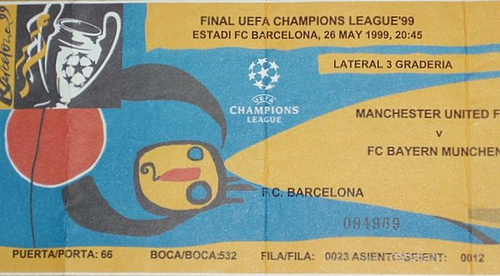 Barcelona 99
FINAL UEFA CHAMPIONS LEAGUE'99
ESTADI FC BARCELONA, 26 MAY 1999, 20:45
LATERAL 3 GRADERIA
UEFA
CHAMPIONS
LEAGUE
MANCHESTER UNITED F
v
FC BAYERN MUNCHEN
F.C. BARCELONA
094969
PUERTA/PORTA: 66 BOCA/BOCA:532 FILA/FILA: 0023 ASIENTO/SEIENT: 0012